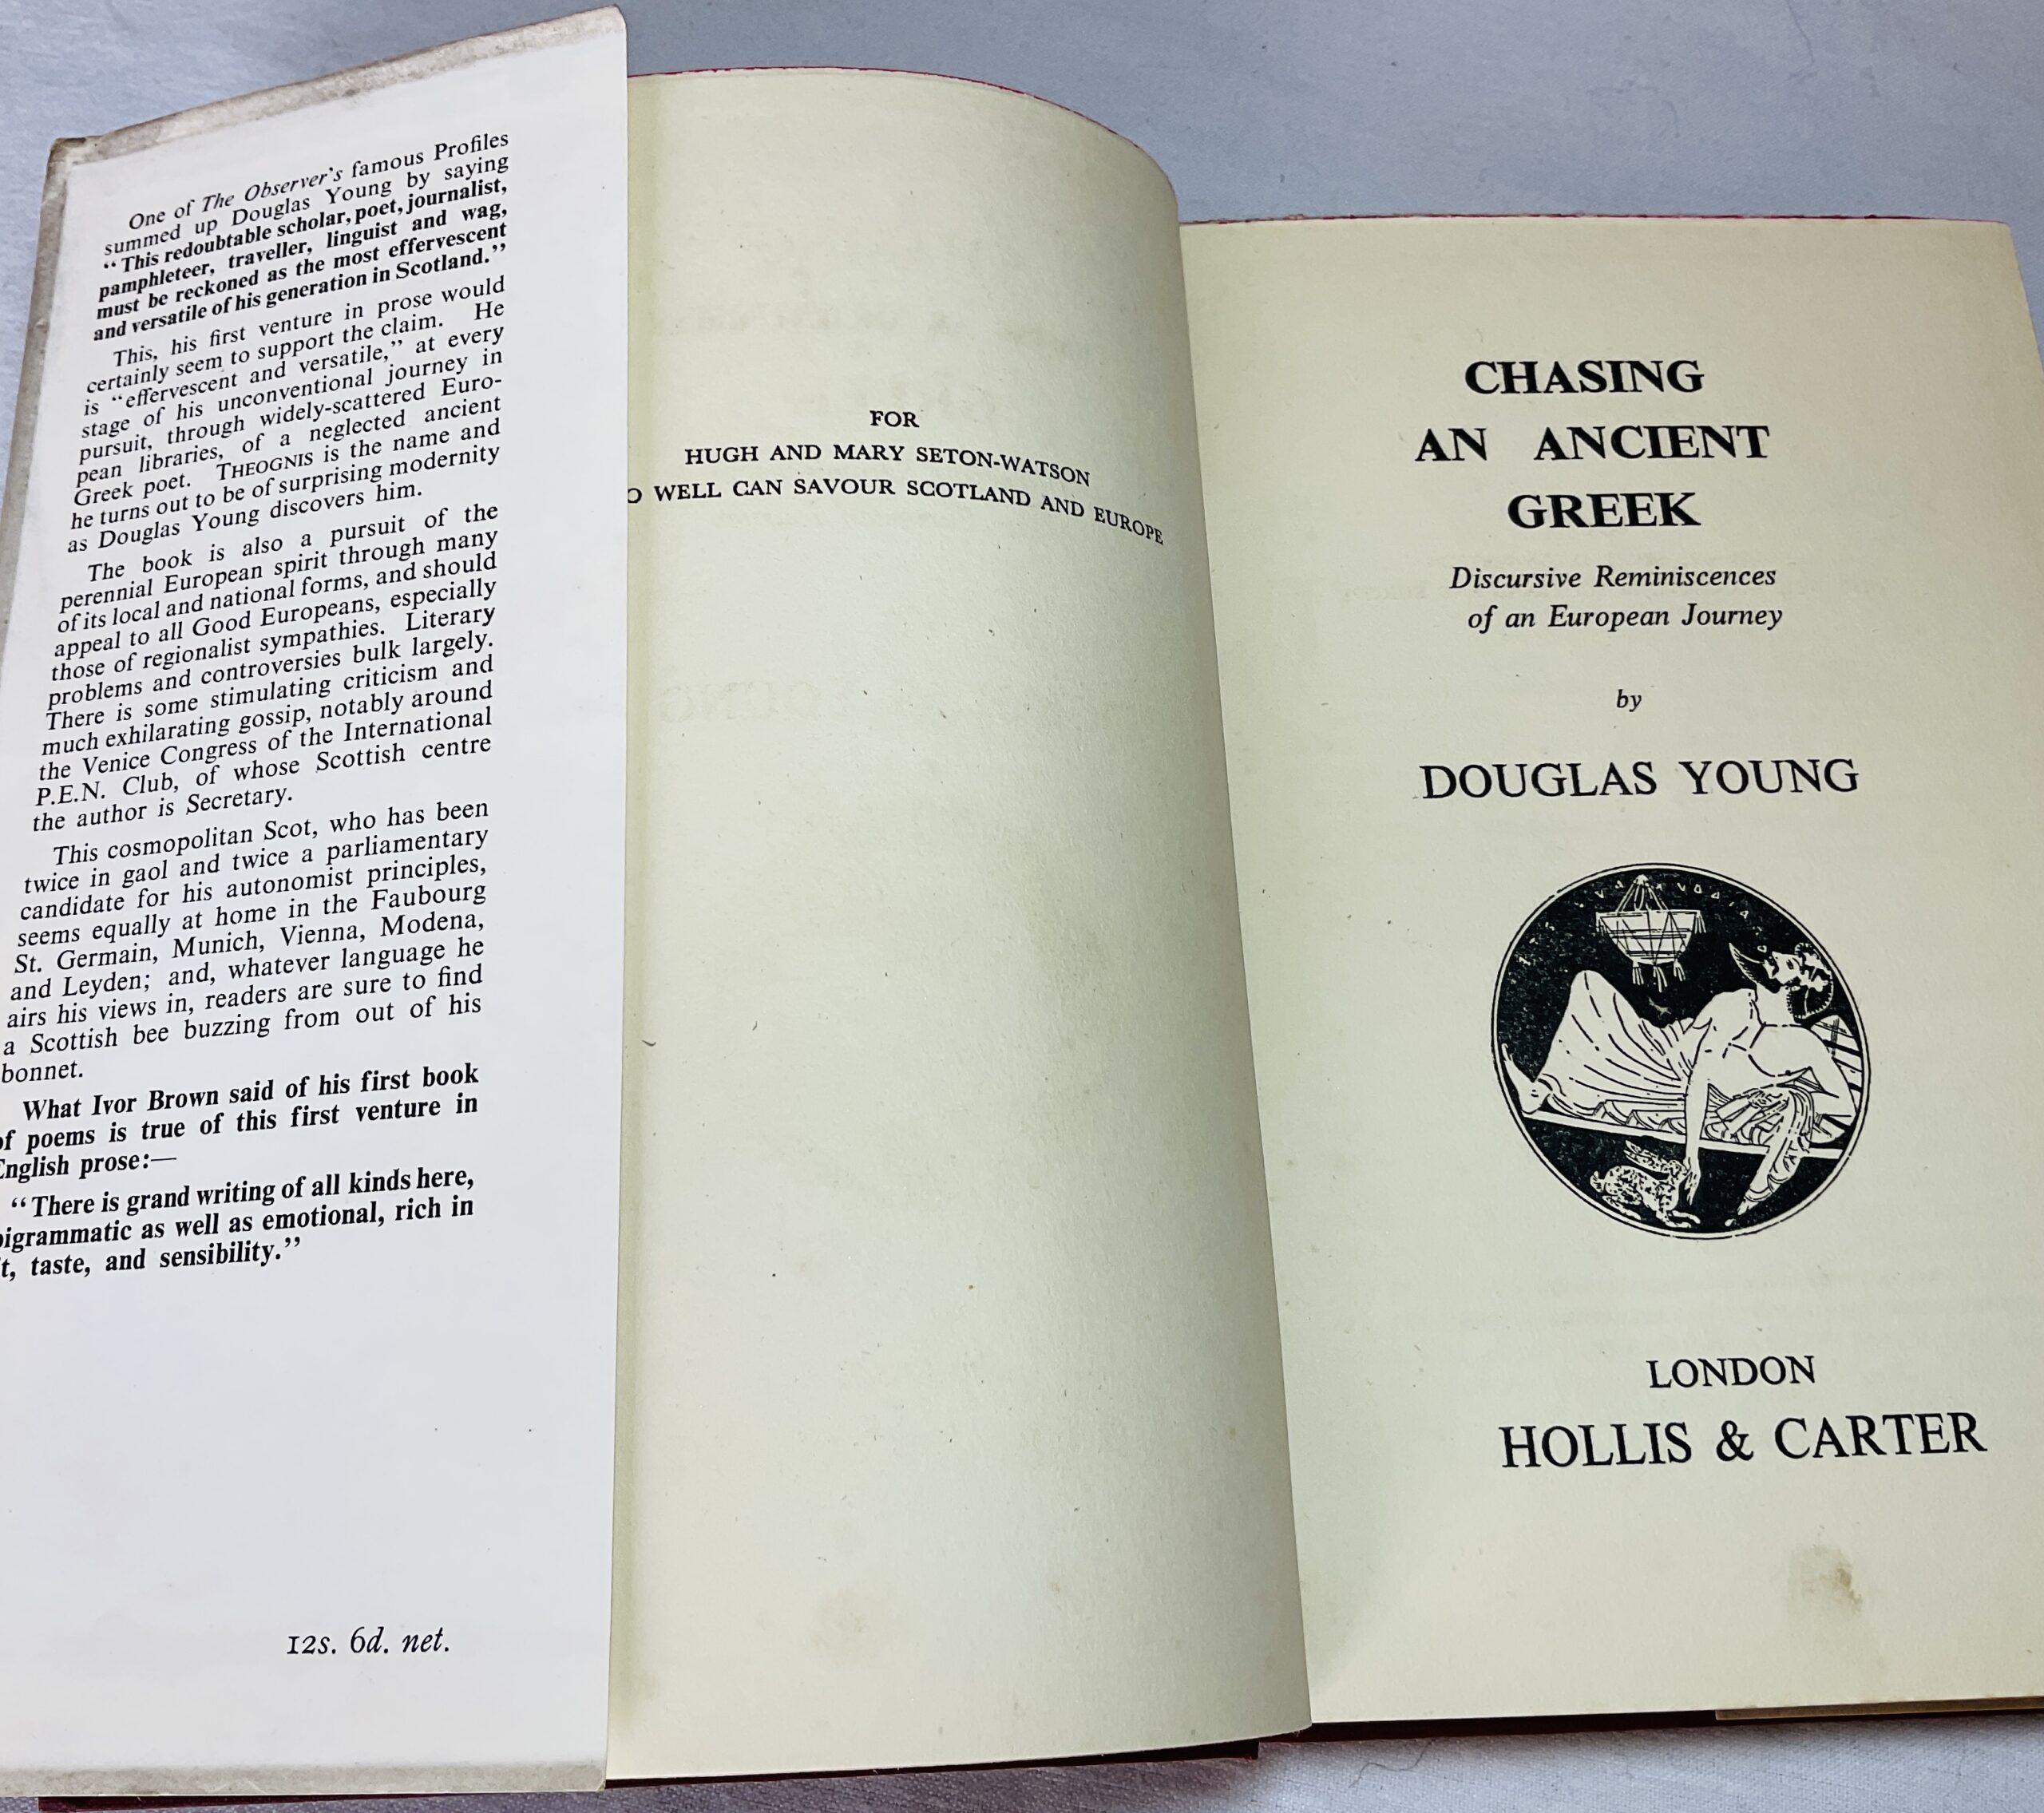 One of The Observer's famous Profiles
summed up Douglas Young by saying
“This redoubtable scholar, poet, journalist,
pamphleteer, traveller, linguist and wag,
must be reckoned as the most effervescent
and versatile of his generation in Scotland.”
This, his first venture in prose would
certainly seem to support the claim. He
is “effervescent and versatile,” at every
stage of his unconventional journey in
pursuit, through widely-scattered Euro-
pean libraries, of a neglected ancient
Greek poet. THEOGNIS is the name and
he turns out to be of surprising modernity
as Douglas Young discovers him.
The book is also a pursuit of the
perennial European spirit through many
of its local and national forms, and should
appeal to all Good Europeans, especially
those of regionalist sympathies. Literary
problems and controversies bulk largely.
There is some stimulating criticism and
much exhilarating gossip, notably around
the Venice Congress of the International
P.E.N. Club, of whose Scottish centre
the author is Secretary.
This cosmopolitan Scot, who has been
twice in gaol and twice a parliamentary
candidate for his autonomist principles,
seems equally at home in the Faubourg
St. Germain, Munich, Vienna, Modena,
and Leyden; and, whatever language he
airs his views in, readers are sure to find
a Scottish bee buzzing from out of his
bonnet.
What Ivor Brown said of his first book
of poems is true of this first venture in
English prose:—
“There is grand writing of all kinds here,
pigrammatic as well as emotional, rich in
t, taste, and sensibility.”
12s. 6d. net.
FOR
HUGH AND MARY SETON-WATSON
O WELL CAN SAVOUR SCOTLAND AND EUROPE
CHASING
AN ANCIENT
GREEK
Discursive Reminiscences
of an European Journey
by
DOUGLAS YOUNG
LONDON
HOLLIS & CARTER